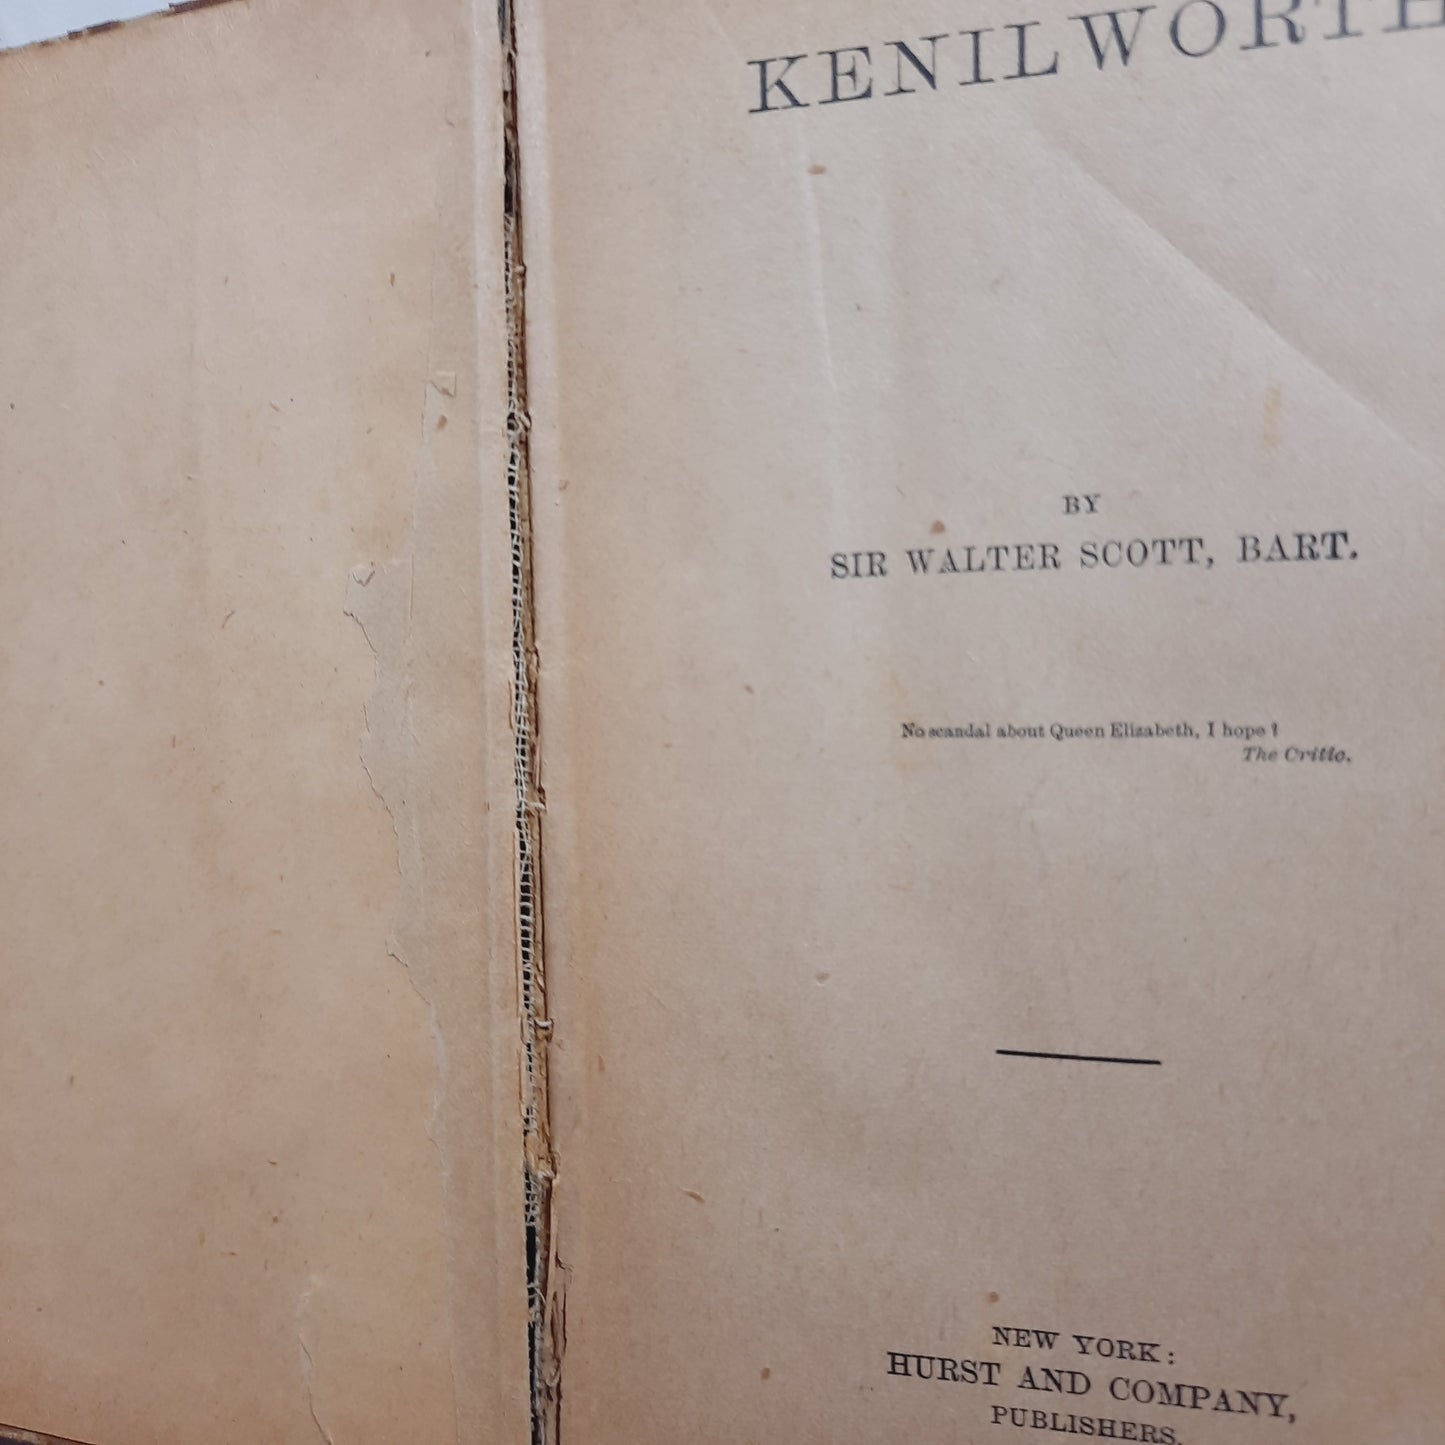 KENILWORTH
BY
SIR WALTER SCOTT, BART.
No scandal about Queen Elizabeth, I hope?
The Critic.
NEW YORK:
HURST AND COMPANY,
PUBLISHERS.